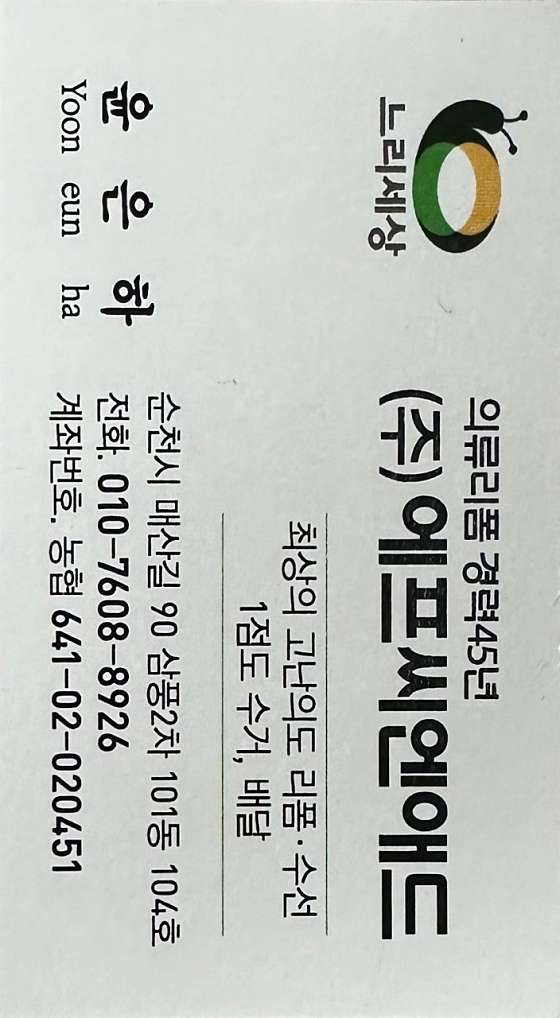 느리세상
의류리폼 경력45년
(주)에프씨엔애드
최상의 고난의도 리폼·수선
1점도 수거, 배달
윤은하
Yoon eun ha
순천시 매산길 90 삼풍2차 101동 104호
전화. 010-7608-8926
계좌번호. 농협 641-02-020451